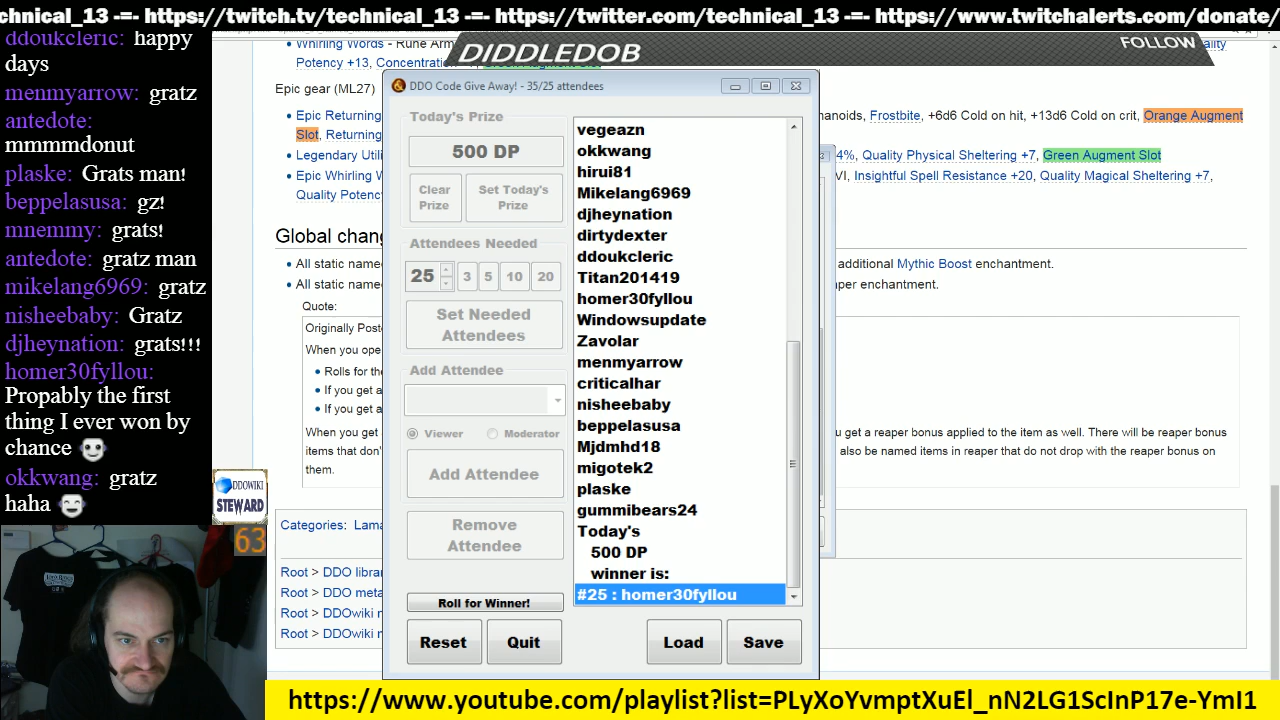 chnical_13 -=- https://twitch.tv/technical_13 -=- https://twitter.com/technical_13 -=- https://www.twitchalerts.com/donate/
ddoukcleric: happy
days
menmyarrow: gratz
antedote:
mmmmdonut
plaske: Grats man!
beppelasusa: gz!
mnemmy: grats!
antedote: gratz man
mikelang6969: gratz
nisheebaby: Gratz
djheynation: grats!!!
homer30fyllou:
Propably the first
thing I ever won by
chance
okkwang: gratz
haha
DIDDLEDOB
FOLLOW
Whirling Words - Rune Arm
Potency +13, Concentration
Epic gear (ML27)
Epic Returning
Slot, Returning
Legendary Utili
Epic Whirling W
Quality Potenc
Global chan
All static name
All static name
Quote:
Originally Post
When you ope
Rolls for the
If you get a
If you get a
When you get
items that don'
them.
Categories: Lama
Root > DDO librar
Root > DDO meta
Root > DDOwiki n
Root > DDOwiki n
DDO Code Give Away! - 35/25 attendees
Today's Prize
500 DP
Clear
Prize
Set Today's
Prize
Attendees Needed
25
3
5
10
20
Set Needed
Attendees
Add Attendee
Viewer
Moderator
Add Attendee
Remove
Attendee
Roll for Winner!
Reset
Quit
Load
Save
vegeazn
okkwang
hirui81
Mikelang6969
djheynation
dirtydexter
ddoukcleric
Titan201419
homer30fyllou
Windowsupdate
Zavolar
menmyarrow
criticalhar
nisheebaby
beppelasusa
Mjdmhd18
migotek2
plaske
gummibears24
Today's
500 DP
winner is:
#25 : homer30fyllou
ality
nanoids, Frostbite, +6d6 Cold on hit, +13d6 Cold on crit, Orange Augment
4%, Quality Physical Sheltering +7, Green Augment Slot
VI, Insightful Spell Resistance +20, Quality Magical Sheltering +7,
additional Mythic Boost enchantment.
per enchantment.
u get a reaper bonus applied to the item as well. There will be reaper bonus
also be named items in reaper that do not drop with the reaper bonus on
DDOWIKI
STEWARD
63
https://www.youtube.com/playlist?list=PLyXoYvmptXuEl_nN2LG1ScInP17e-YmI1